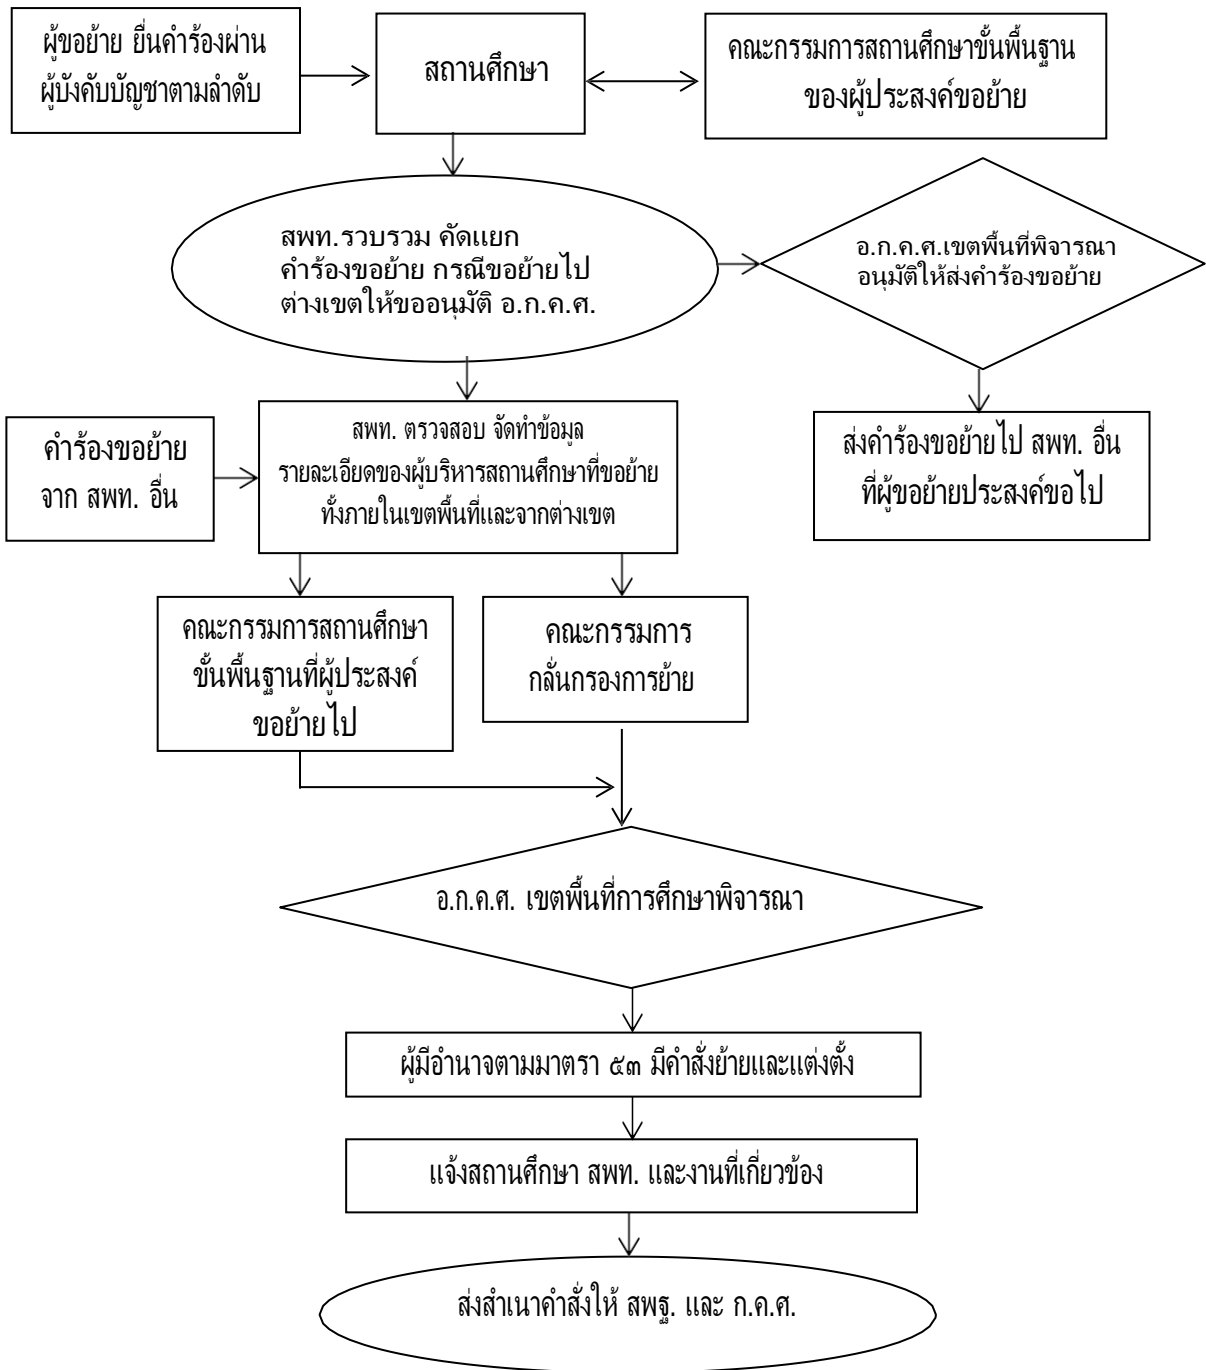 ผู้ขอย้าย ยื่นคำร้องผ่าน
ผู้บังคับบัญชาตามลำดับ
สถานศึกษา
คณะกรรมการสถานศึกษาขั้นพื้นฐาน
ของผู้ประสงค์ขอย้าย
สพท.รวบรวม คัดแยก
คำร้องขอย้าย กรณีขอย้ายไป
ต่างเขตให้ขออนุมัติ อ.ก.ค.ศ.
อ.ก.ค.ศ.เขตพื้นที่พิจารณา
อนุมัติให้ส่งคำร้องขอย้าย
คำร้องขอย้าย
จาก สพท. อื่น
สพท. ตรวจสอบ จัดทำข้อมูล
รายละเอียดของผู้บริหารสถานศึกษาที่ขอย้าย
ทั้งภายในเขตพื้นที่และจากต่างเขต
ส่งคำร้องขอย้ายไป สพท. อื่น
ที่ผู้ขอย้ายประสงค์ขอไป
คณะกรรมการสถานศึกษา
ขั้นพื้นฐานที่ผู้ประสงค์
ขอย้ายไป
คณะกรรมการ
กลั่นกรองการย้าย
อ.ก.ค.ศ. เขตพื้นที่การศึกษาพิจารณา
ผู้มีอำนาจตามมาตรา ๕๓ มีคำสั่งย้ายและแต่งตั้ง
แจ้งสถานศึกษา สพท. และงานที่เกี่ยวข้อง
ส่งสำเนาคำสั่งให้ สพฐ. และ ก.ค.ศ.